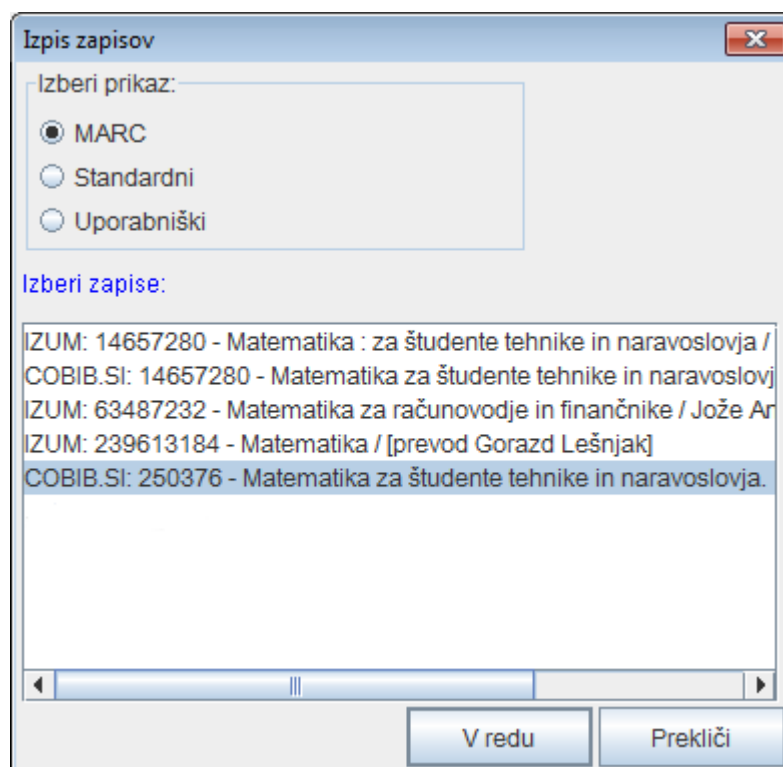 Izpis zapisov
Izberi prikaz:
MARC
Standardni
Uporabniški
Izberi zapise:
IZUM: 14657280 - Matematika : za študente tehnike in naravoslovja /
COBIB.SI: 14657280 - Matematika za študente tehnike in naravoslovj
IZUM: 63487232 - Matematika za računovodje in finančnike / Jože An
IZUM: 239613184 - Matematika / [prevod Gorazd Lešnjak]
COBIB.SI: 250376 - Matematika za študente tehnike in naravoslovja.
V redu
Prekliči